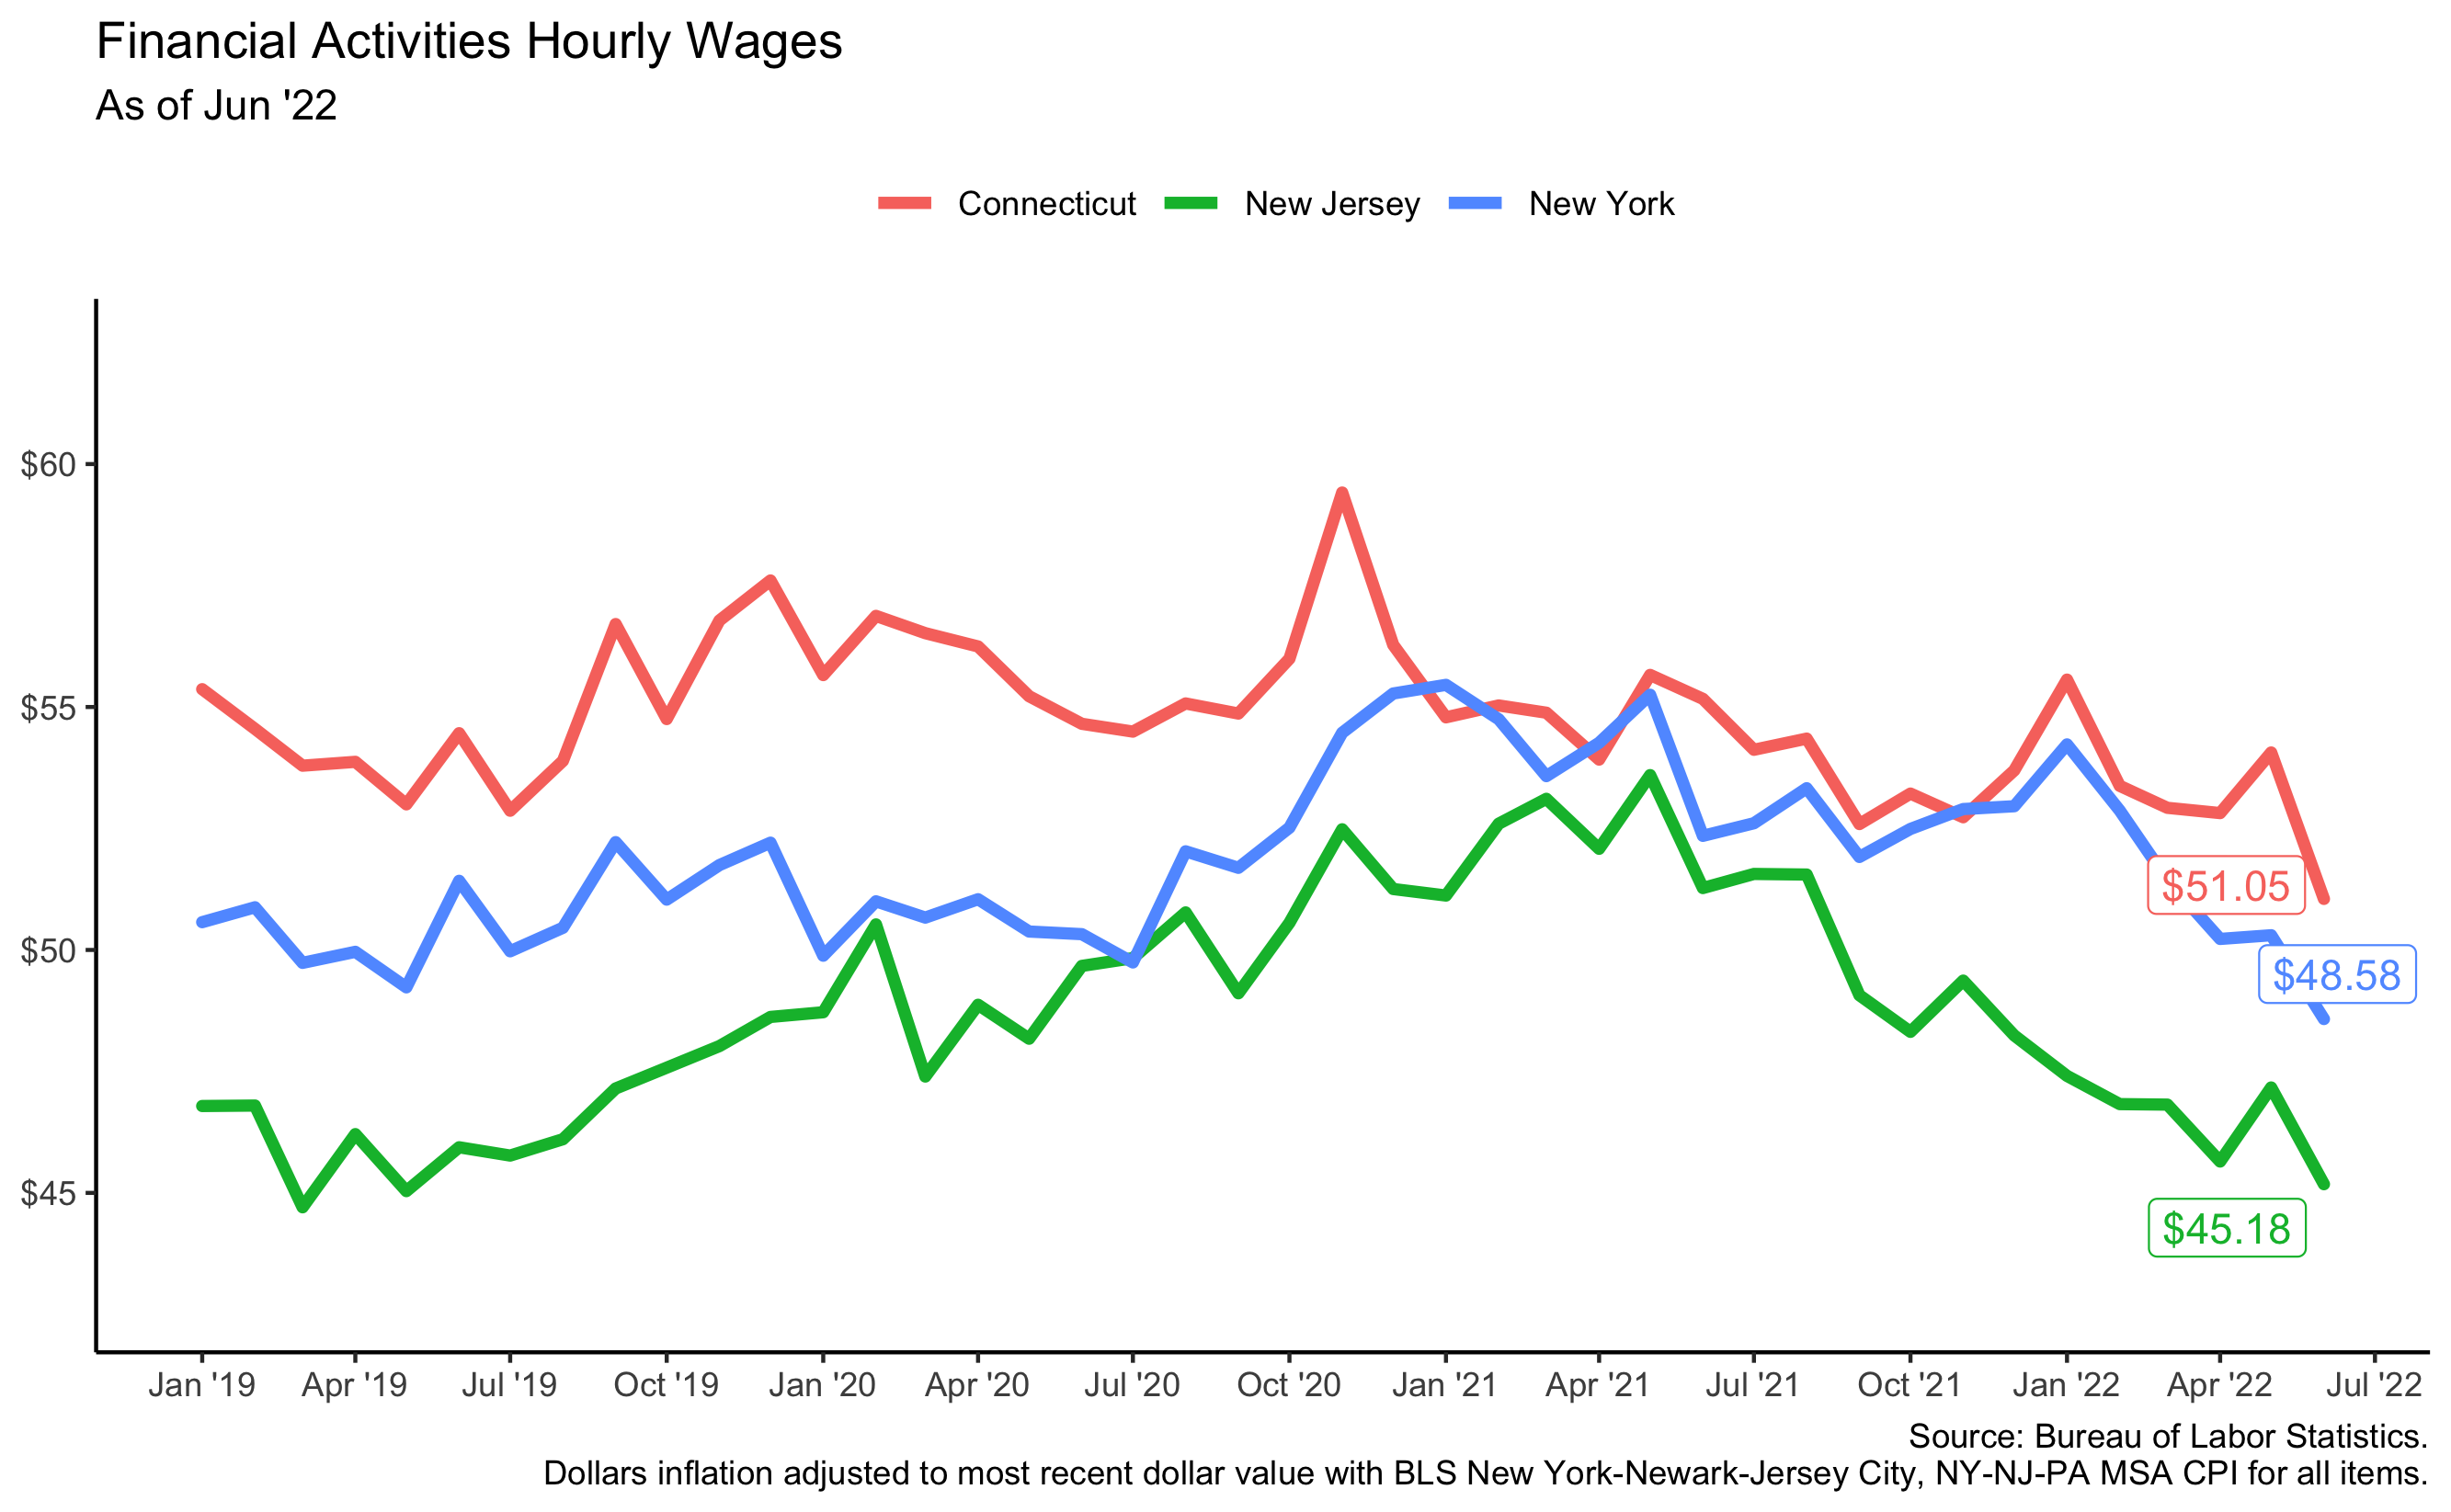 Financial Activities Hourly Wages
As of Jun '22
Connecticut New Jersey New York
$60
$55
$50
$45
$51.05
$48.58
$45.18
Jan '19 Apr '19 Jul '19 Oct '19 Jan '20 Apr '20 Jul '20 Oct '20 Jan '21 Apr '21 Jul '21 Oct '21 Jan '22 Apr '22 Jul '22
Source: Bureau of Labor Statistics.
Dollars inflation adjusted to most recent dollar value with BLS New York-Newark-Jersey City, NY-NJ-PA MSA CPI for all items.